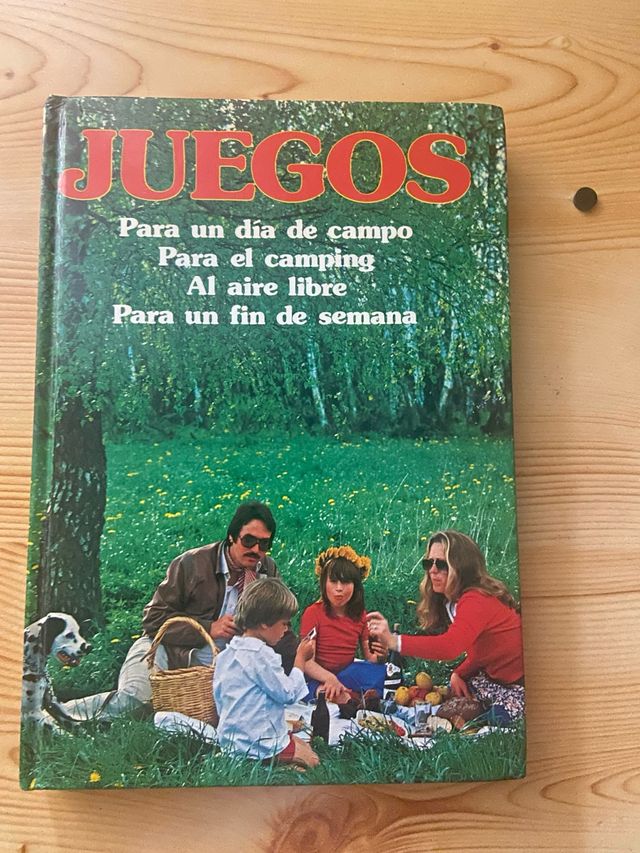 JUEGOS
Para un día de campo
Para el camping
Al aire libre
Para un fin de semana